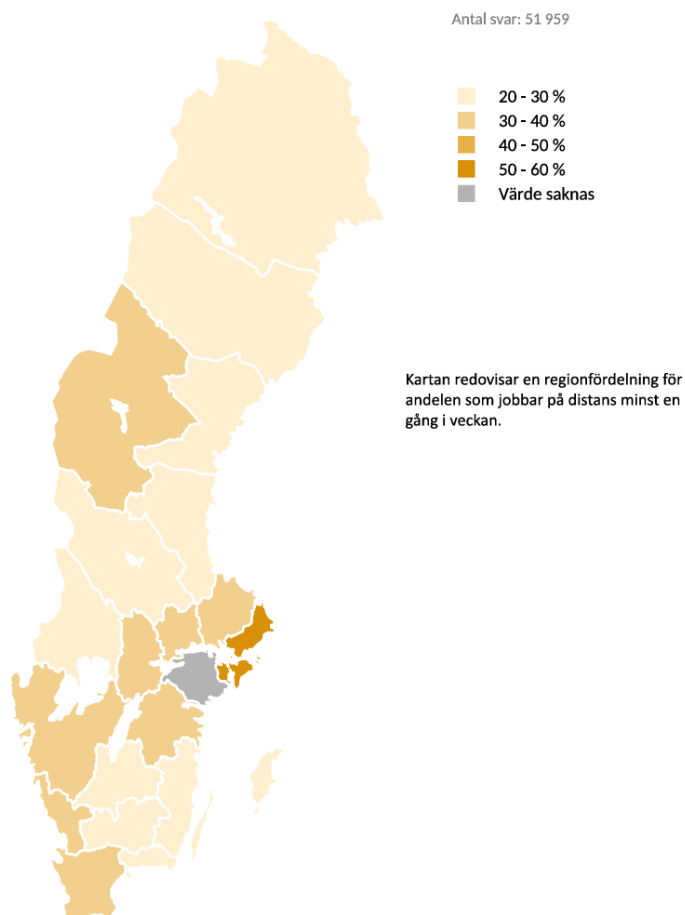 Antal svar: 51 959
20 - 30 %
30 - 40 %
40 - 50 %
50 - 60 %
Värde saknas
Kartan redovisar en regionfördelning för
andelen som jobbar på distans minst en
gång i veckan.